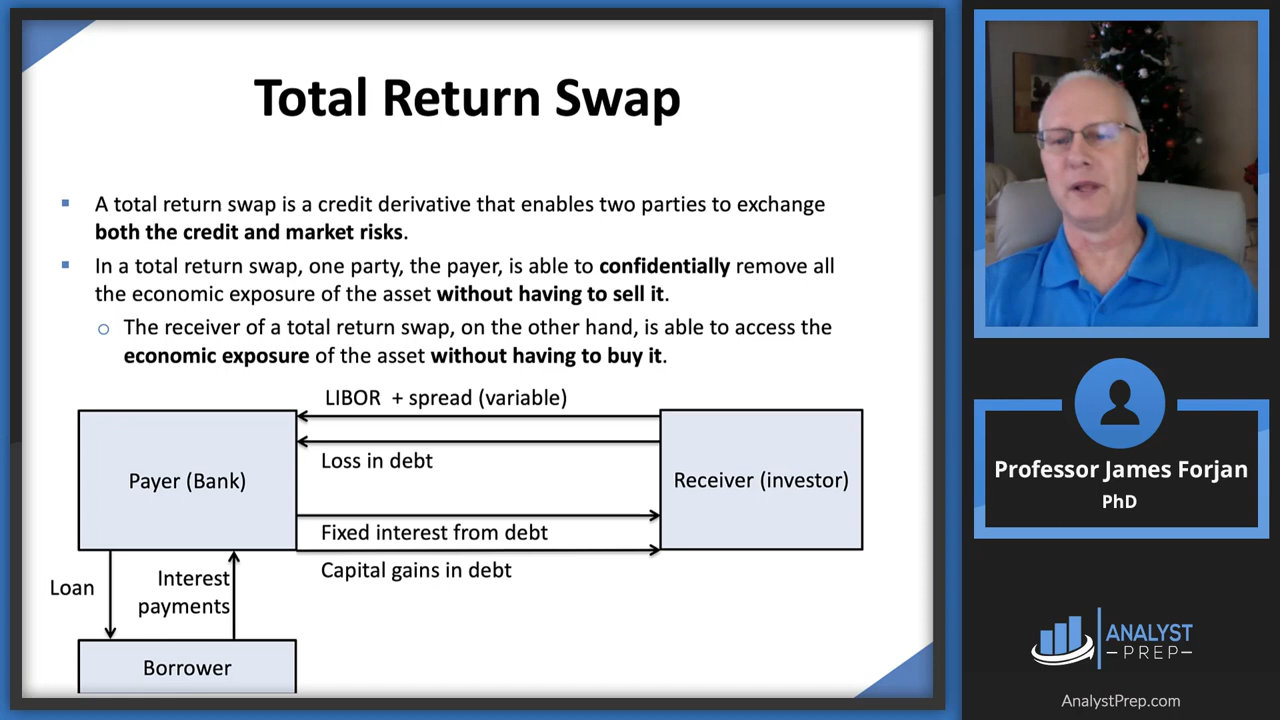 Total Return Swap
▪ A total return swap is a credit derivative that enables two parties to exchange
both the credit and market risks.
▪ In a total return swap, one party, the payer, is able to confidentially remove all
the economic exposure of the asset without having to sell it.
○ The receiver of a total return swap, on the other hand, is able to access the
economic exposure of the asset without having to buy it.
LIBOR + spread (variable)
Loss in debt
Payer (Bank)
Receiver (investor)
Fixed interest from debt
Capital gains in debt
Loan
Interest
payments
Borrower
Professor James Forjan
PhD
ANALYST
PREP
AnalystPrep.com